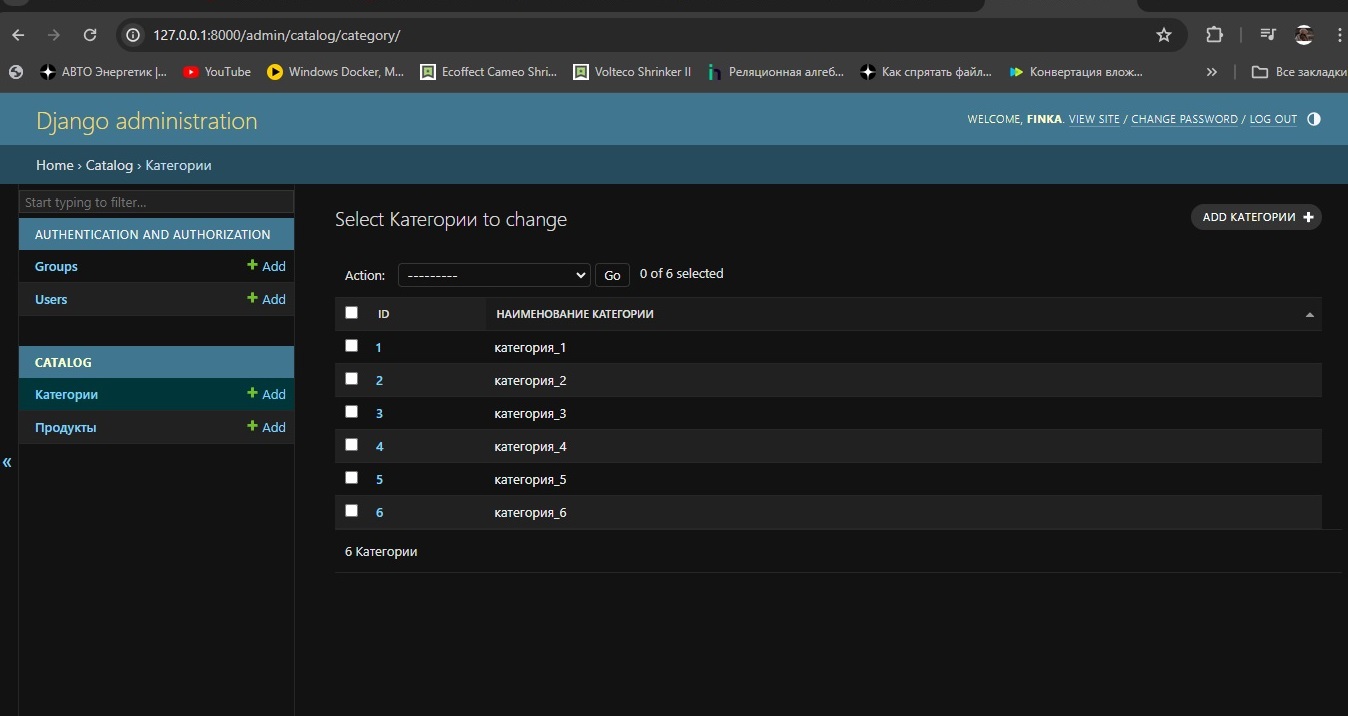 127.0.0.1:8000/admin/catalog/category/
АВТО Энергетик |... YouTube Windows Docker, M... Ecoffect Cameo Shri... Volteco Shrinker II Реляционная алгеб... Как спрятать файл... Конвертация влож... » Все закладки
Django administration
WELCOME, FINKA. VIEW SITE / CHANGE PASSWORD / LOG OUT
Home › Catalog › Категории
Start typing to filter...
AUTHENTICATION AND AUTHORIZATION
Groups + Add
Users + Add
CATALOG
Категории + Add
Продукты + Add
«
Select Категории to change
ADD КАТЕГОРИИ +
Action: --------- Go 0 of 6 selected
ID НАИМЕНОВАНИЕ КАТЕГОРИИ
1 категория_1
2 категория_2
3 категория_3
4 категория_4
5 категория_5
6 категория_6
6 Категории